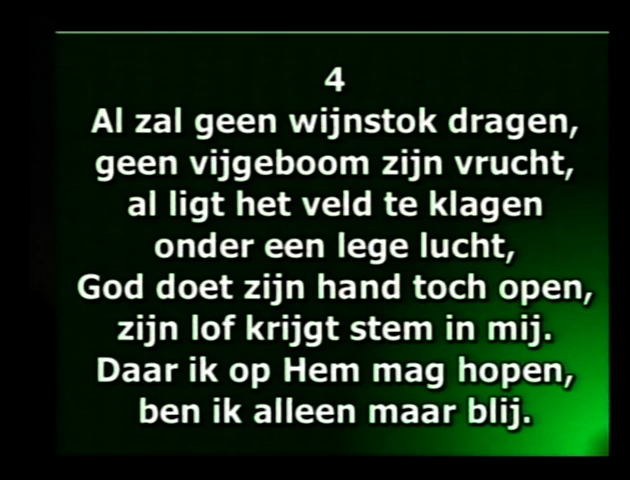 4
Al zal geen wijnstok dragen,
geen vijgeboom zijn vrucht,
al ligt het veld te klagen
onder een lege lucht,
God doet zijn hand toch open,
zijn lof krijgt stem in mij.
Daar ik op Hem mag hopen,
ben ik alleen maar blij.